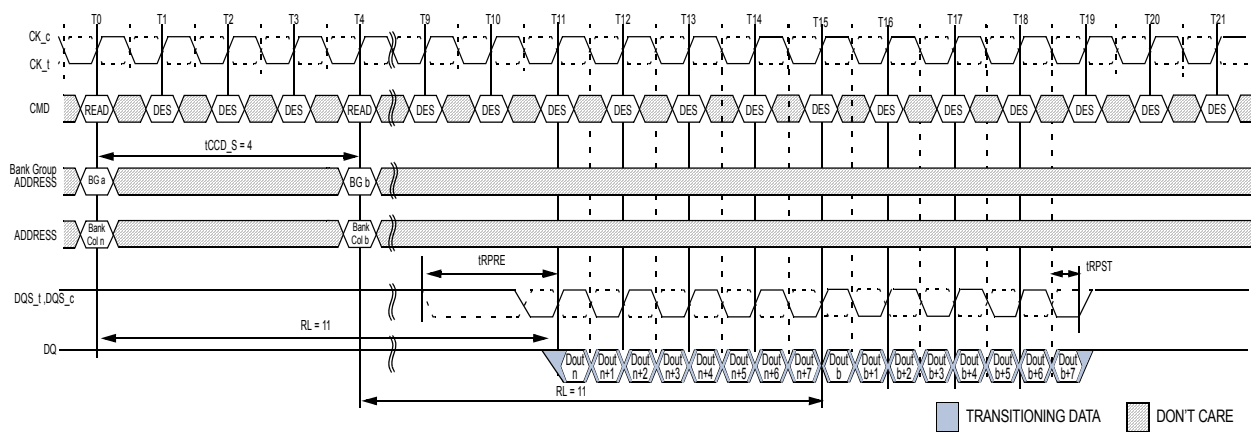 T0 T1 T2 T3 T4 T9 T10 T11 T12 T13 T14 T15 T16 T17 T18 T19 T20 T21
CK_c
CK_t
CMD READ DES DES DES READ DES DES DES DES DES DES DES DES DES DES DES DES DES
tCCD_S = 4
Bank Group
ADDRESS BG a BG b
ADDRESS Bank
Col n Bank
Col b
tRPRE tRPST
DQS_t ,DQS_c
RL = 11
DQ
Dout
n Dout
n+1 Dout
n+2 Dout
n+3 Dout
n+4 Dout
n+5 Dout
n+6 Dout
n+7 Dout
b Dout
b+1 Dout
b+2 Dout
b+3 Dout
b+4 Dout
b+5 Dout
b+6 Dout
b+7
RL = 11
TRANSITIONING DATA DON'T CARE